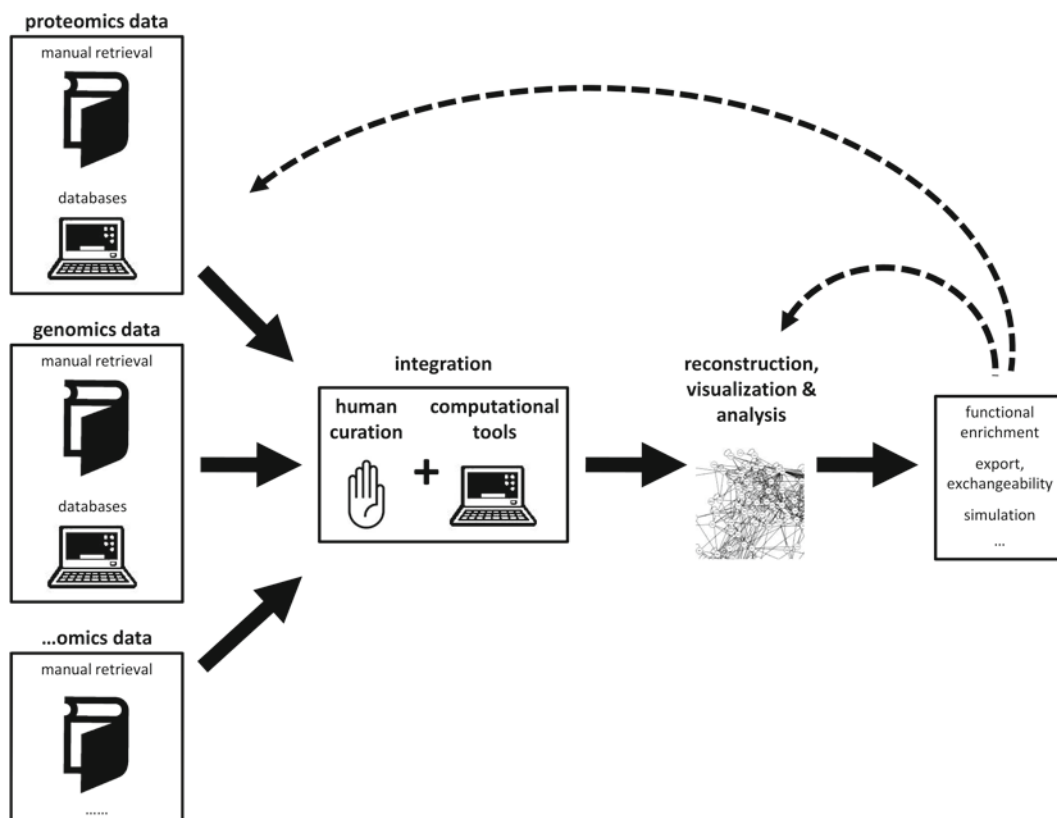 proteomics data
manual retrieval
databases
genomics data
manual retrieval
databases
...omics data
manual retrieval
......
integration
human
curation
+
computational
tools
reconstruction,
visualization &
analysis
functional
enrichment
export,
exchangeability
simulation
...